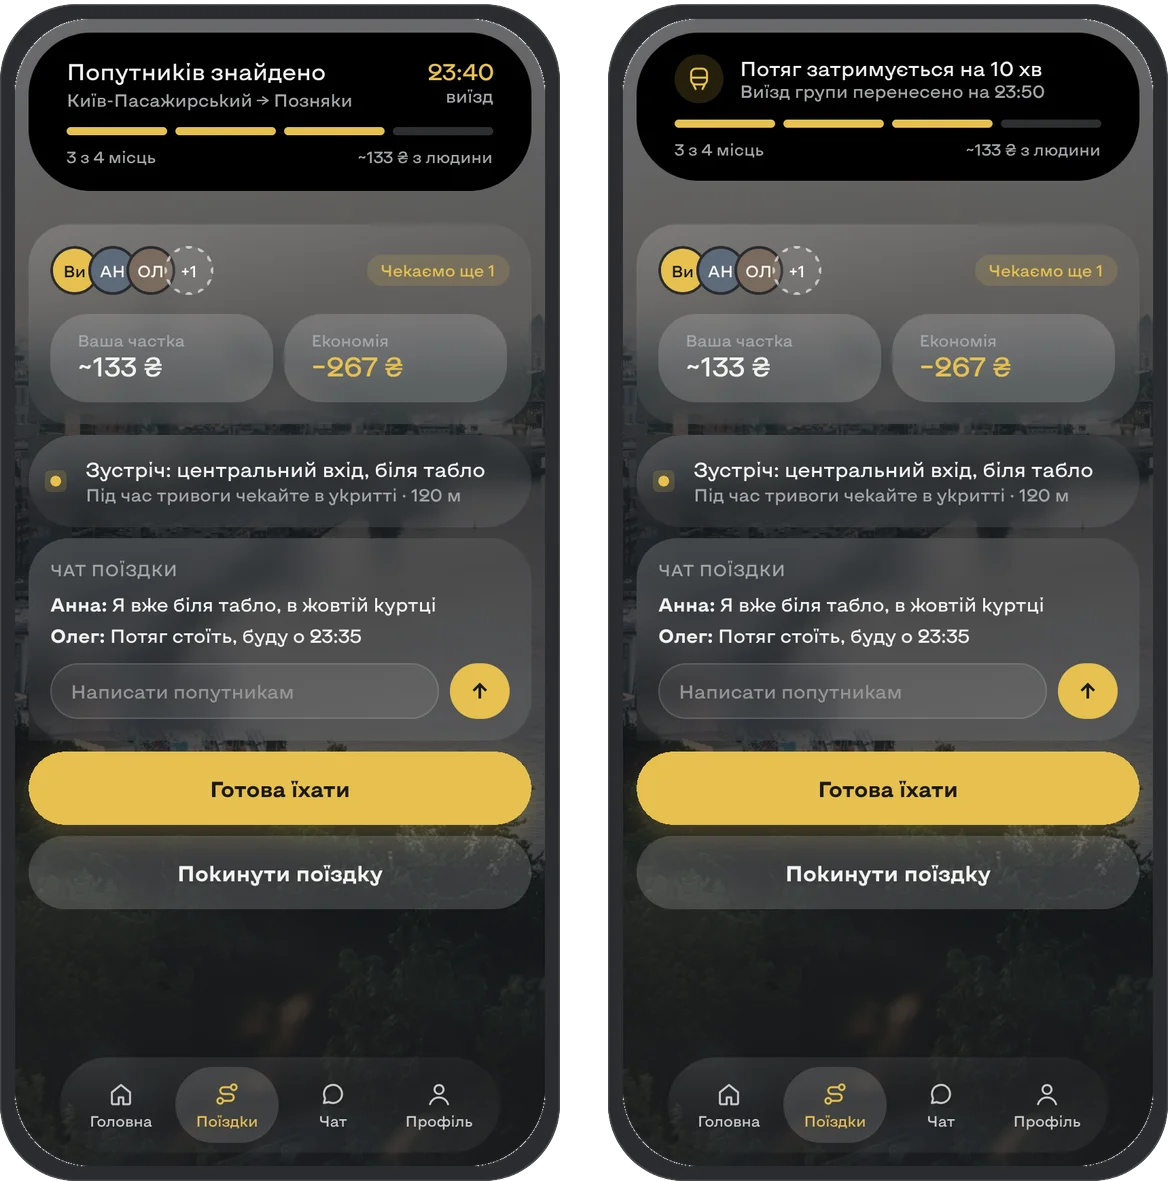 Попутників знайдено
23:40
Київ-Пасажирський → Позняки
виїзд
3 з 4 місць
~133 ₴ з людини
Ви АН ОЛ +1
Чекаємо ще 1
Ваша частка
~133 ₴
Економія
−267 ₴
Зустріч: центральний вхід, біля табло
Під час тривоги чекайте в укритті · 120 м
ЧАТ ПОЇЗДКИ
Анна: Я вже біля табло, в жовтій куртці
Олег: Потяг стоїть, буду о 23:35
Написати попутникам
Готова їхати
Покинути поїздку
Головна
Поїздки
Чат
Профіль
Потяг затримується на 10 хв
Виїзд групи перенесено на 23:50
3 з 4 місць
~133 ₴ з людини
Ви АН ОЛ +1
Чекаємо ще 1
Ваша частка
~133 ₴
Економія
−267 ₴
Зустріч: центральний вхід, біля табло
Під час тривоги чекайте в укритті · 120 м
ЧАТ ПОЇЗДКИ
Анна: Я вже біля табло, в жовтій куртці
Олег: Потяг стоїть, буду о 23:35
Написати попутникам
Готова їхати
Покинути поїздку
Головна
Поїздки
Чат
Профіль